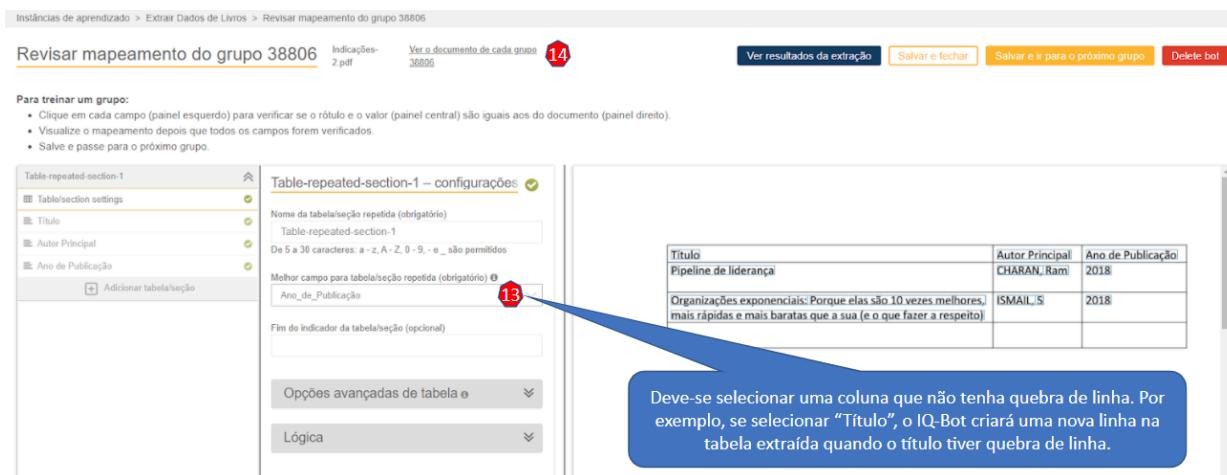 Instâncias de aprendizado > Extrair Dados de Livros > Revisar mapeamento do grupo 38806
Revisar mapeamento do grupo 38806
Indicações-
2.pdf
Ver o documento de cada grupo
38806
14
Ver resultados da extração
Salvar e fechar
Salvar e ir para o próximo grupo
Delete bot
Para treinar um grupo:
• Clique em cada campo (painel esquerdo) para verificar se o rótulo e o valor (painel central) são iguais aos do documento (painel direito).
• Visualize o mapeamento depois que todos os campos forem verificados.
• Salve e passe para o próximo grupo.
Table-repeated-section-1
Table/section settings
Título
Autor Principal
Ano de Publicação
Adicionar tabela/seção
Table-repeated-section-1 – configurações
Nome da tabela/seção repetida (obrigatório)
Table-repeated-section-1
De 5 a 30 caracteres: a - z, A - Z, 0 - 9, - e _ são permitidos
Melhor campo para tabela/seção repetida (obrigatório)
Ano_de_Publicação
13
Fim do indicador da tabela/seção (opcional)
Opções avançadas de tabela
Lógica
Título Autor Principal Ano de Publicação
Pipeline de liderança CHARAN, Ram 2018
Organizações exponenciais: Porque elas são 10 vezes melhores, ISMAIL, S 2018
mais rápidas e mais baratas que a sua (e o que fazer a respeito)
Deve-se selecionar uma coluna que não tenha quebra de linha. Por
exemplo, se selecionar “Título”, o IQ-Bot criará uma nova linha na
tabela extraída quando o título tiver quebra de linha.